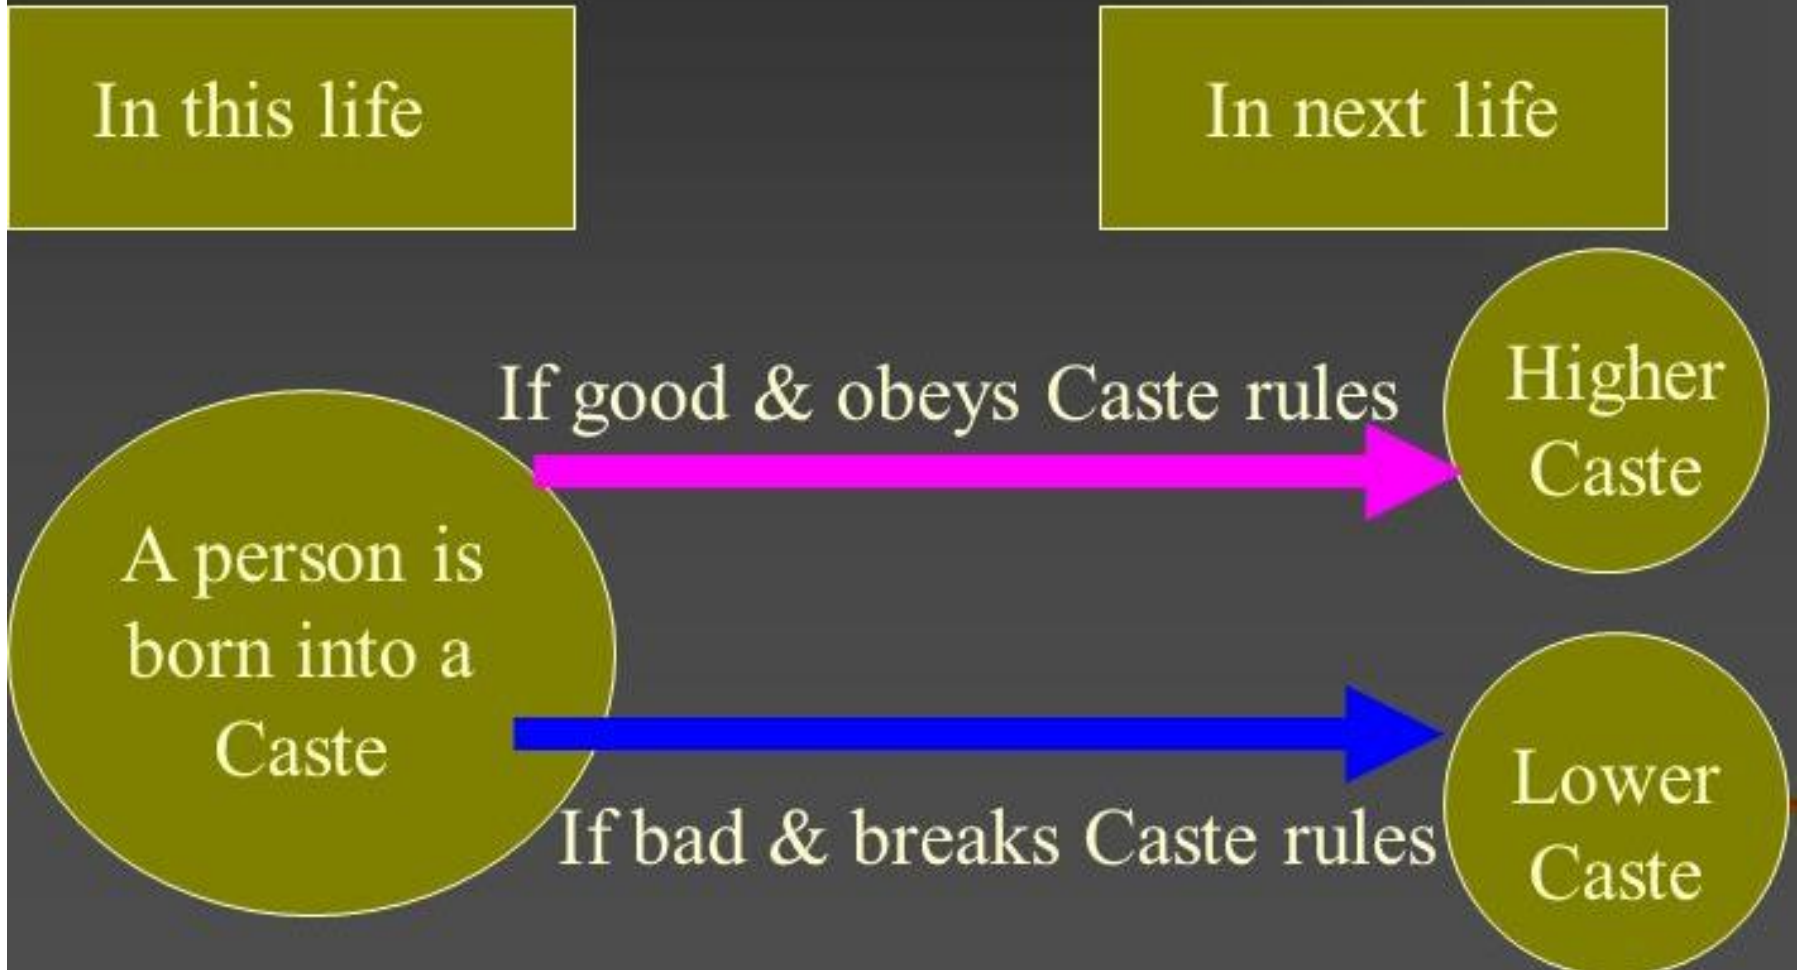 In this life
In next life
If good & obeys Caste rules
Higher
Caste
A person is
born into a
Caste
If bad & breaks Caste rules
Lower
Caste